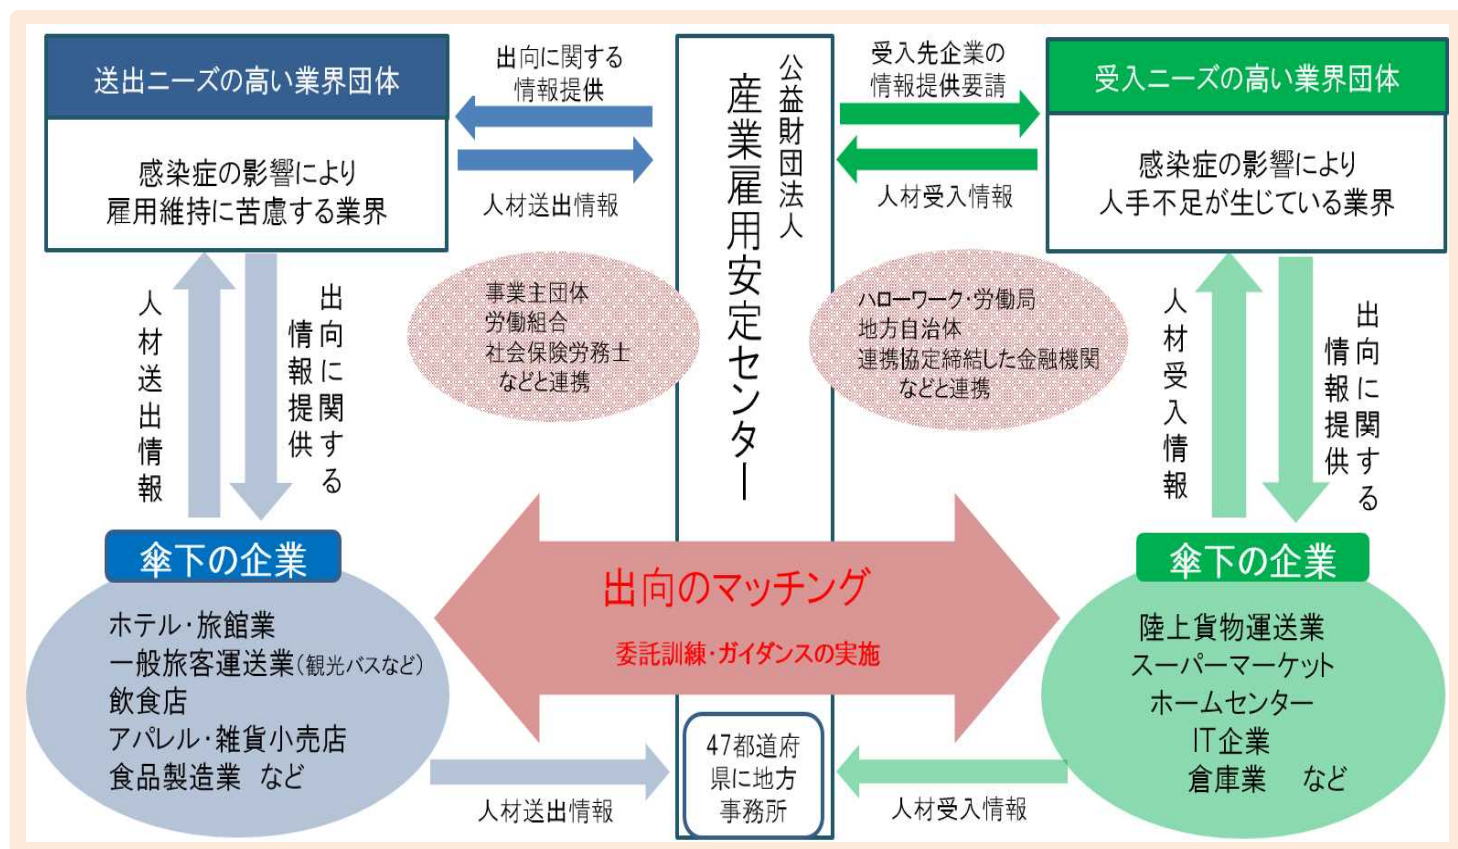 送出ニーズの高い業界団体
感染症の影響により
雇用維持に苦慮する業界
出向に関する
情報提供
人材送出情報
公益財団法人
産業雇用安定センター
受入先企業の
情報提供要請
人材受入情報
受入ニーズの高い業界団体
感染症の影響により
人手不足が生じている業界
人材送出情報
出向に関する
情報提供
事業主団体
労働組合
社会保険労務士
などと連携
ハローワーク・労働局
地方自治体
連携協定締結した金融機関
などと連携
人材受入情報
出向に関する
情報提供
傘下の企業
ホテル・旅館業
一般旅客運送業(観光バスなど)
飲食店
アパレル・雑貨小売店
食品製造業 など
出向のマッチング
委託訓練・ガイダンスの実施
傘下の企業
陸上貨物運送業
スーパーマーケット
ホームセンター
IT企業
倉庫業 など
人材送出情報
47都道府
県に地方
事務所
人材受入情報